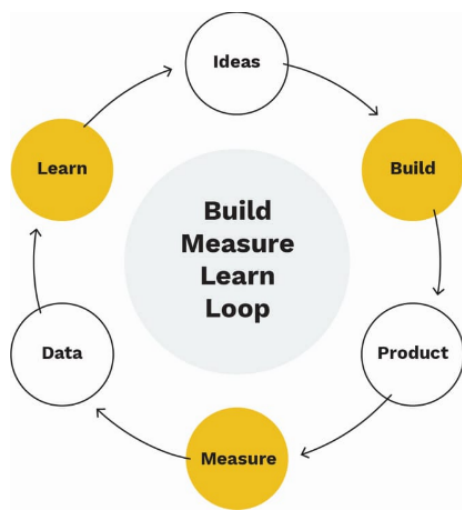 Ideas
Build
Product
Measure
Data
Learn
Build
Measure
Learn
Loop